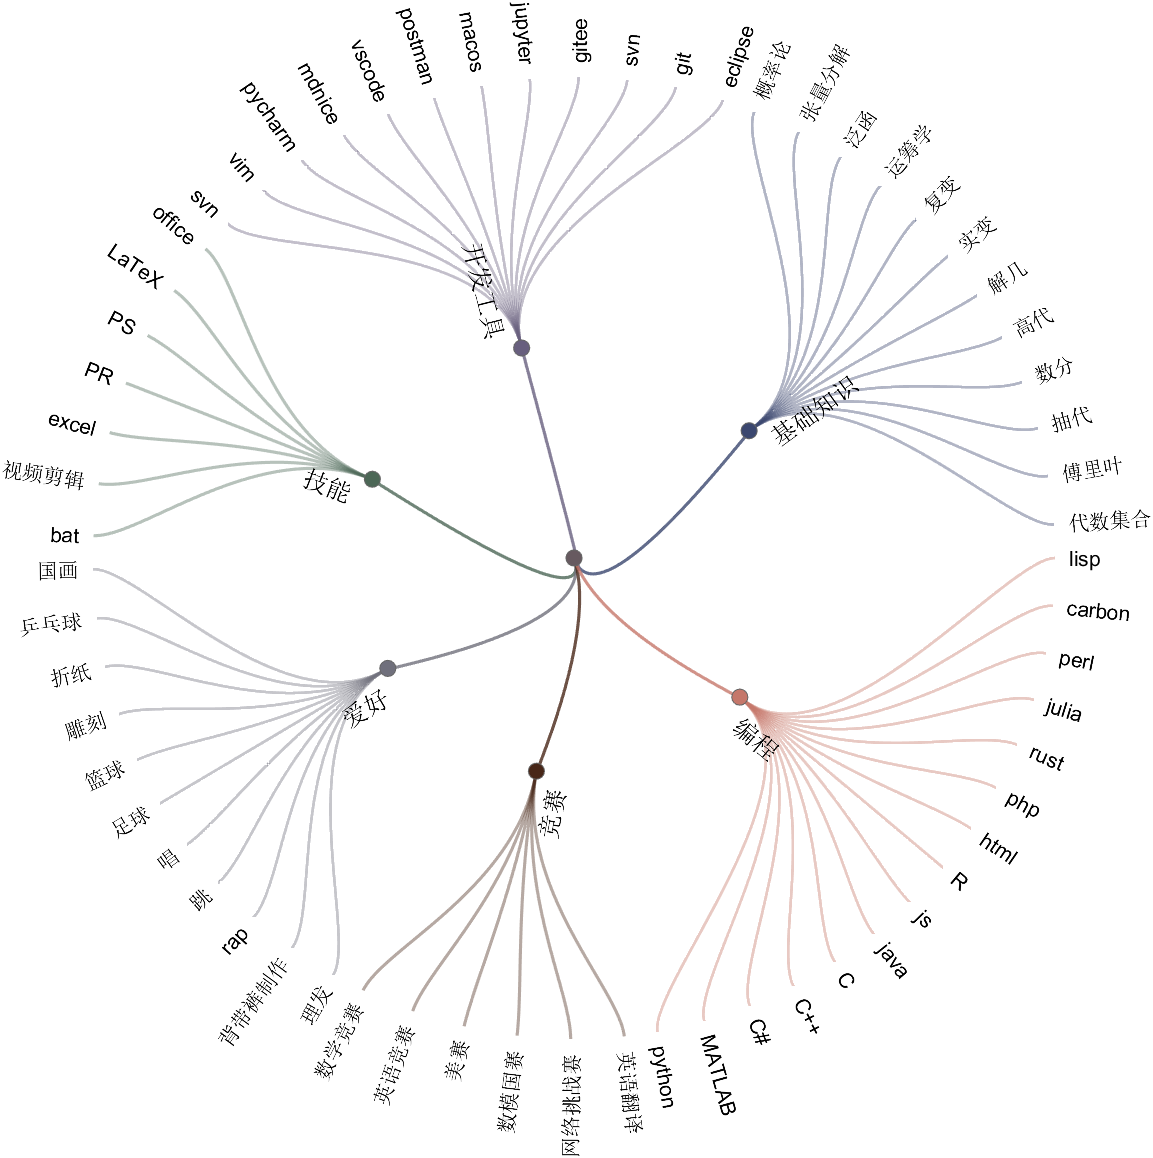 开发工具
svn
vim
pycharm
mdnice
vscode
postman
macos
jupyter
gitee
svn
git
eclipse
基础知识
概率论
张量分解
泛函
运筹学
复变
实变
解几
高代
数分
抽代
傅里叶
代数集合
编程
lisp
carbon
perl
julia
rust
php
html
R
js
java
C
C++
C#
MATLAB
python
竞赛
英语翻译
网络挑战赛
数模国赛
美赛
英语竞赛
数学竞赛
爱好
理发
背带裤制作
rap
跳
唱
足球
篮球
雕刻
折纸
乒乓球
国画
技能
bat
视频剪辑
excel
PR
PS
LaTeX
office